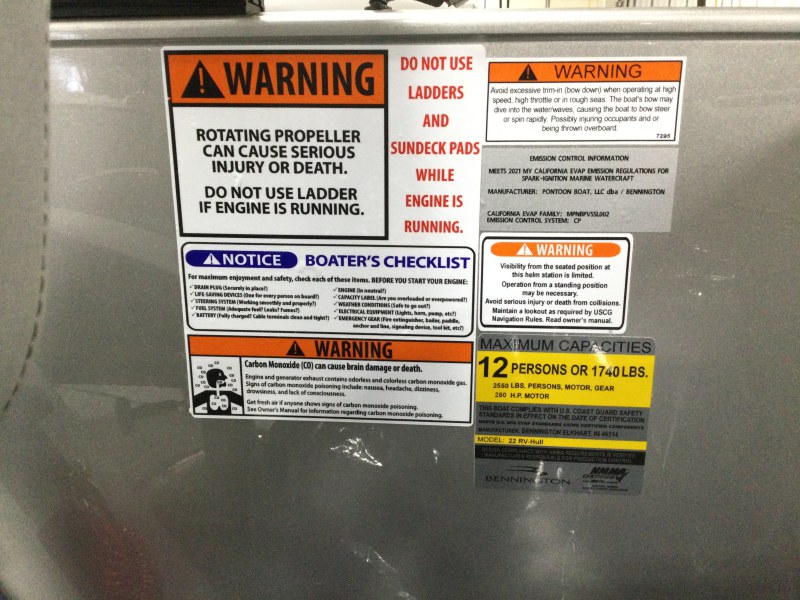 WARNING
ROTATING PROPELLER
CAN CAUSE SERIOUS
INJURY OR DEATH.
DO NOT USE LADDER
IF ENGINE IS RUNNING.
DO NOT USE
LADDERS
AND
SUNDECK PADS
WHILE
ENGINE IS
RUNNING.
NOTICE BOATER'S CHECKLIST
For maximum enjoyment and safety, check each of these items. BEFORE YOU START YOUR ENGINE:
✓DRAIN PLUG (Securely in place?)
✓LIFE-SAVING DEVICES (One for every person on board?)
✓STEERING SYSTEM (Working smoothly and properly?)
✓FUEL SYSTEM (Adequate fuel? Leaks? Fumes?)
✓BATTERY (Fully charged? Cable terminals clean and tight?)
✓ENGINE (In neutral?)
✓CAPACITY LABEL (Are you overloaded or overpowered?)
✓WEATHER CONDITIONS (Safe to go out?)
✓ELECTRICAL EQUIPMENT (Lights, horn, pump, etc?)
✓EMERGENCY GEAR (Fire extinguisher, bailer, paddle,
anchor and line, signaling device, tool kit, etc?)
WARNING
Carbon Monoxide (CO) can cause brain damage or death.
Engine and generator exhaust contains odorless and colorless carbon monoxide gas.
Signs of carbon monoxide poisoning include: nausea, headache, dizziness,
drowsiness, and lack of consciousness.
Get fresh air if anyone shows signs of carbon monoxide poisoning.
See Owner's Manual for information regarding carbon monoxide poisoning.
WARNING
Avoid excessive trim-in (bow down) when operating at high
speed, high throttle or in rough seas. The boat's bow may
dive into the water/waves, causing the boat to bow steer
or spin rapidly. Possibly injuring occupants and or
being thrown overboard.
7295
EMISSION CONTROL INFORMATION
MEETS 2021 MY CALIFORNIA EVAP EMISSION REGULATIONS FOR
SPARK-IGNITION MARINE WATERCRAFT
MANUFACTURER: PONTOON BOAT, LLC dba / BENNINGTON
CALIFORNIA EVAP FAMILY: MPNBPVSSL002
EMISSION CONTROL SYSTEM: CP
WARNING
Visibility from the seated position at
this helm station is limited.
Operation from a standing position
may be necessary.
Avoid serious injury or death from collisions.
Maintain a lookout as required by USCG
Navigation Rules. Read owner's manual.
MAXIMUM CAPACITIES
12 PERSONS OR 1740 LBS.
2550 LBS. PERSONS, MOTOR, GEAR
250 H.P. MOTOR
THIS BOAT COMPLIES WITH U.S. COAST GUARD SAFETY
STANDARDS IN EFFECT ON THE DATE OF CERTIFICATION
MEETS U.S. EPA EVAP STANDARDS USING CERTIFIED COMPONENTS
MANUFACTURER: BENNINGTON ELKHART, IN 46514
MODEL: 22 RV-Hull
BENNINGTON
NMMA